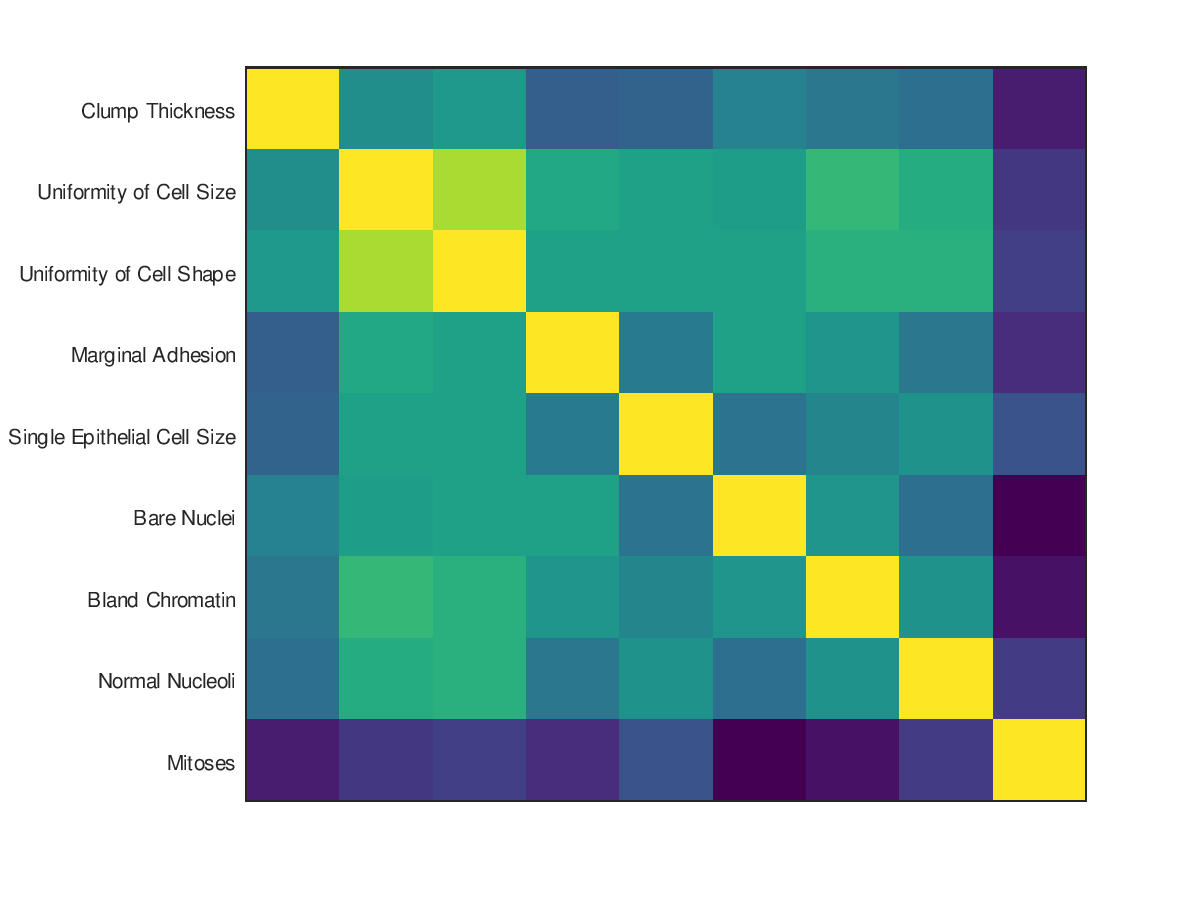 Clump Thickness
Uniformity of Cell Size
Uniformity of Cell Shape
Marginal Adhesion
Single Epithelial Cell Size
Bare Nuclei
Bland Chromatin
Normal Nucleoli
Mitoses